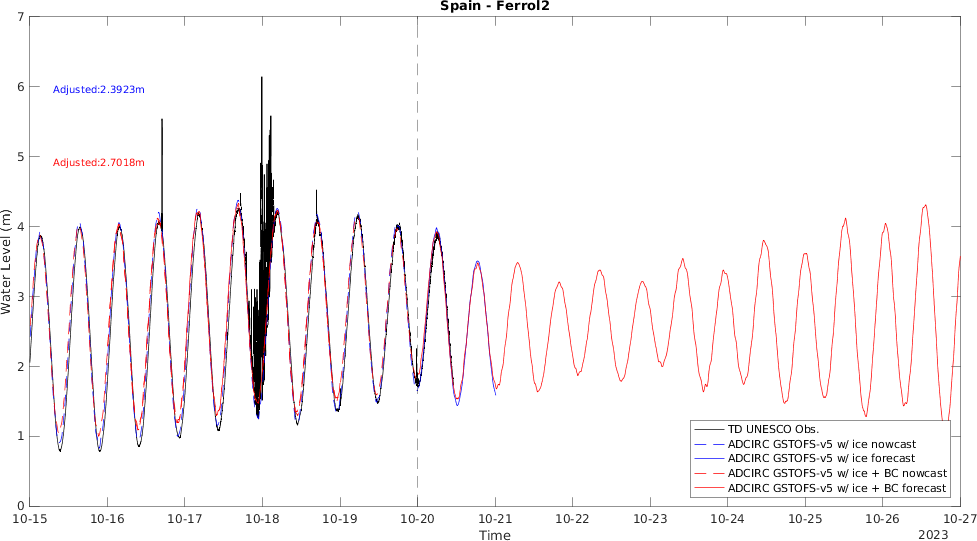 Spain - Ferrol2
7
6
5
4
3
2
1
0
Water Level (m)
Adjusted:2.3923m
Adjusted:2.7018m
TD UNESCO Obs.
ADCIRC GSTOFS-v5 w/ ice nowcast
ADCIRC GSTOFS-v5 w/ ice forecast
ADCIRC GSTOFS-v5 w/ ice + BC nowcast
ADCIRC GSTOFS-v5 w/ ice + BC forecast
10-15 10-16 10-17 10-18 10-19 10-20 10-21 10-22 10-23 10-24 10-25 10-26 10-27
Time
2023